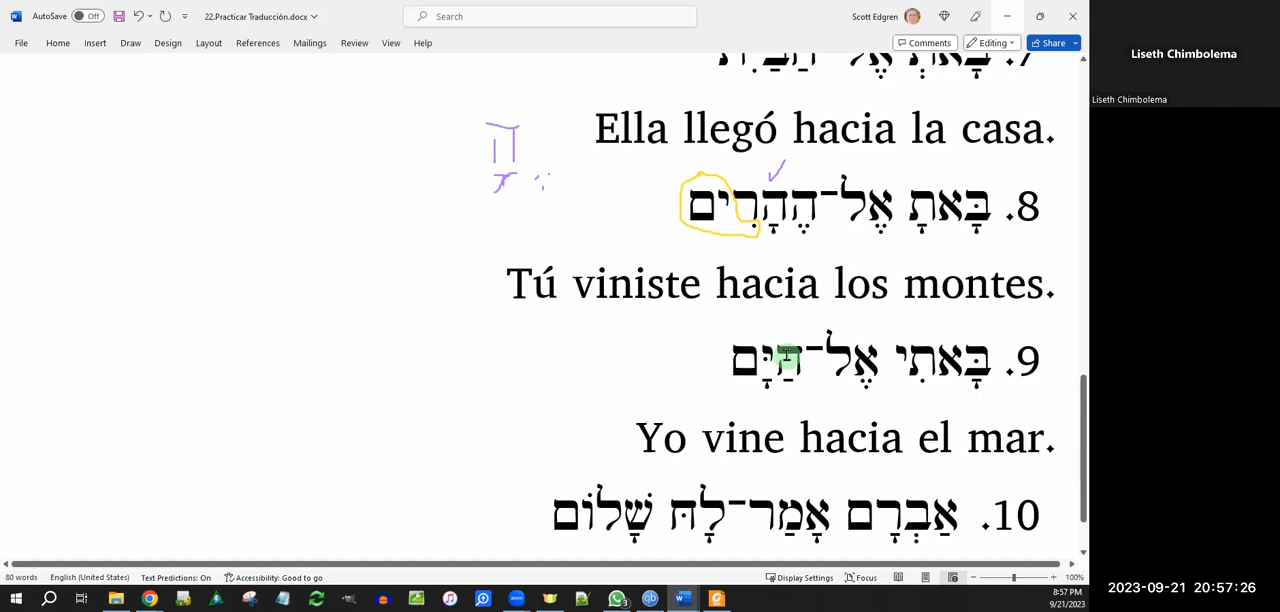 AutoSave Off 22.Practicar Traducción.docx Search Scott Edgren
File Home Insert Draw Design Layout References Mailings Review View Help Comments Editing Share
Liseth Chimbolema
Liseth Chimbolema
Ella llegó hacia la casa.
8. בָּאתָ אֶל־הֶהָרִים
Tú viniste hacia los montes.
9. בָּאתִי אֶל־הַיָּם
Yo vine hacia el mar.
10. אַבְרָם אָמַר־לָהּ שָׁלוֹם
80 words English (United States) Text Predictions: On Accessibility: Good to go Display Settings Focus 100%
2023-09-21 20:57:26
8:57 PM
9/21/2023